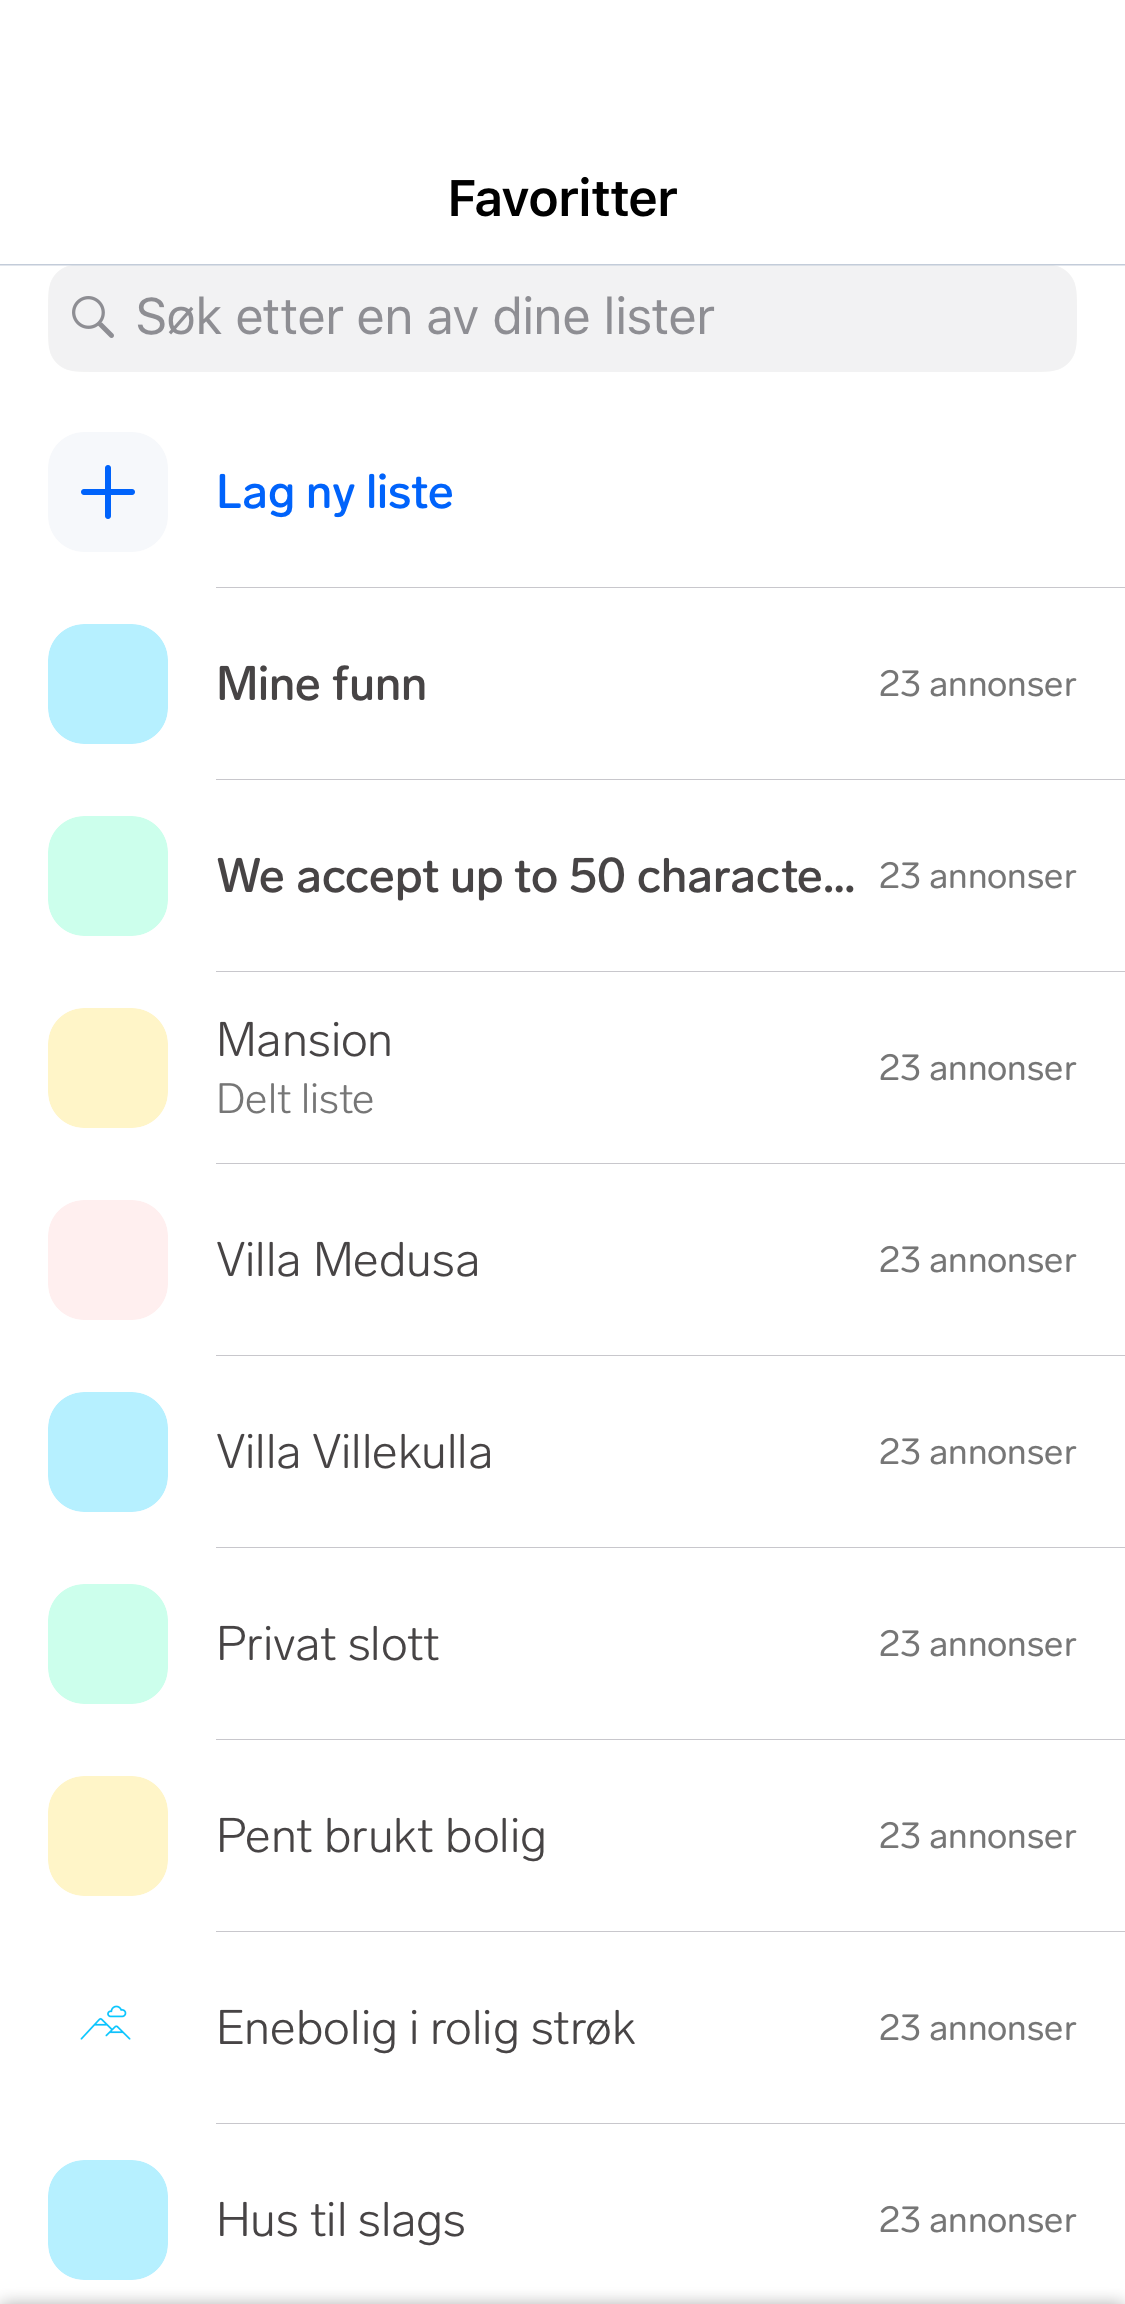 Favoritter
Søk etter en av dine lister
Lag ny liste
Mine funn
23 annonser
We accept up to 50 characte...
23 annonser
Mansion
Delt liste
23 annonser
Villa Medusa
23 annonser
Villa Villekulla
23 annonser
Privat slott
23 annonser
Pent brukt bolig
23 annonser
Enebolig i rolig strøk
23 annonser
Hus til slags
23 annonser